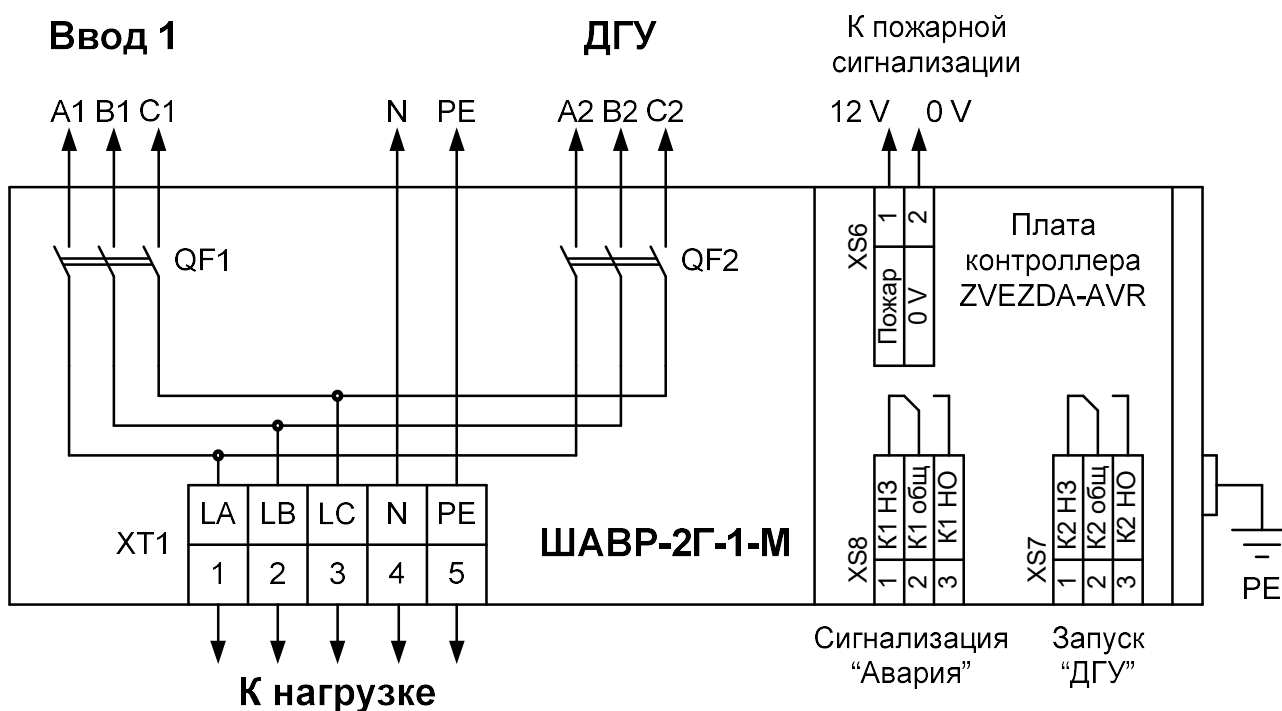 Ввод 1
ДГУ
К пожарной
сигнализации
A1 B1 C1
N PE
A2 B2 C2
12 V 0 V
QF1
QF2
XS6
1
2
Пожар
0 V
Плата
контроллера
ZVEZDA-AVR
XT1
LA LB LC N PE
1 2 3 4 5
ШАВР-2Г-1-М
XS8
К1 НЗ
К1 общ
К1 НО
1
2
3
XS7
К2 НЗ
К2 общ
К2 НО
1
2
3
PE
Сигнализация
“Авария”
Запуск
“ДГУ”
К нагрузке